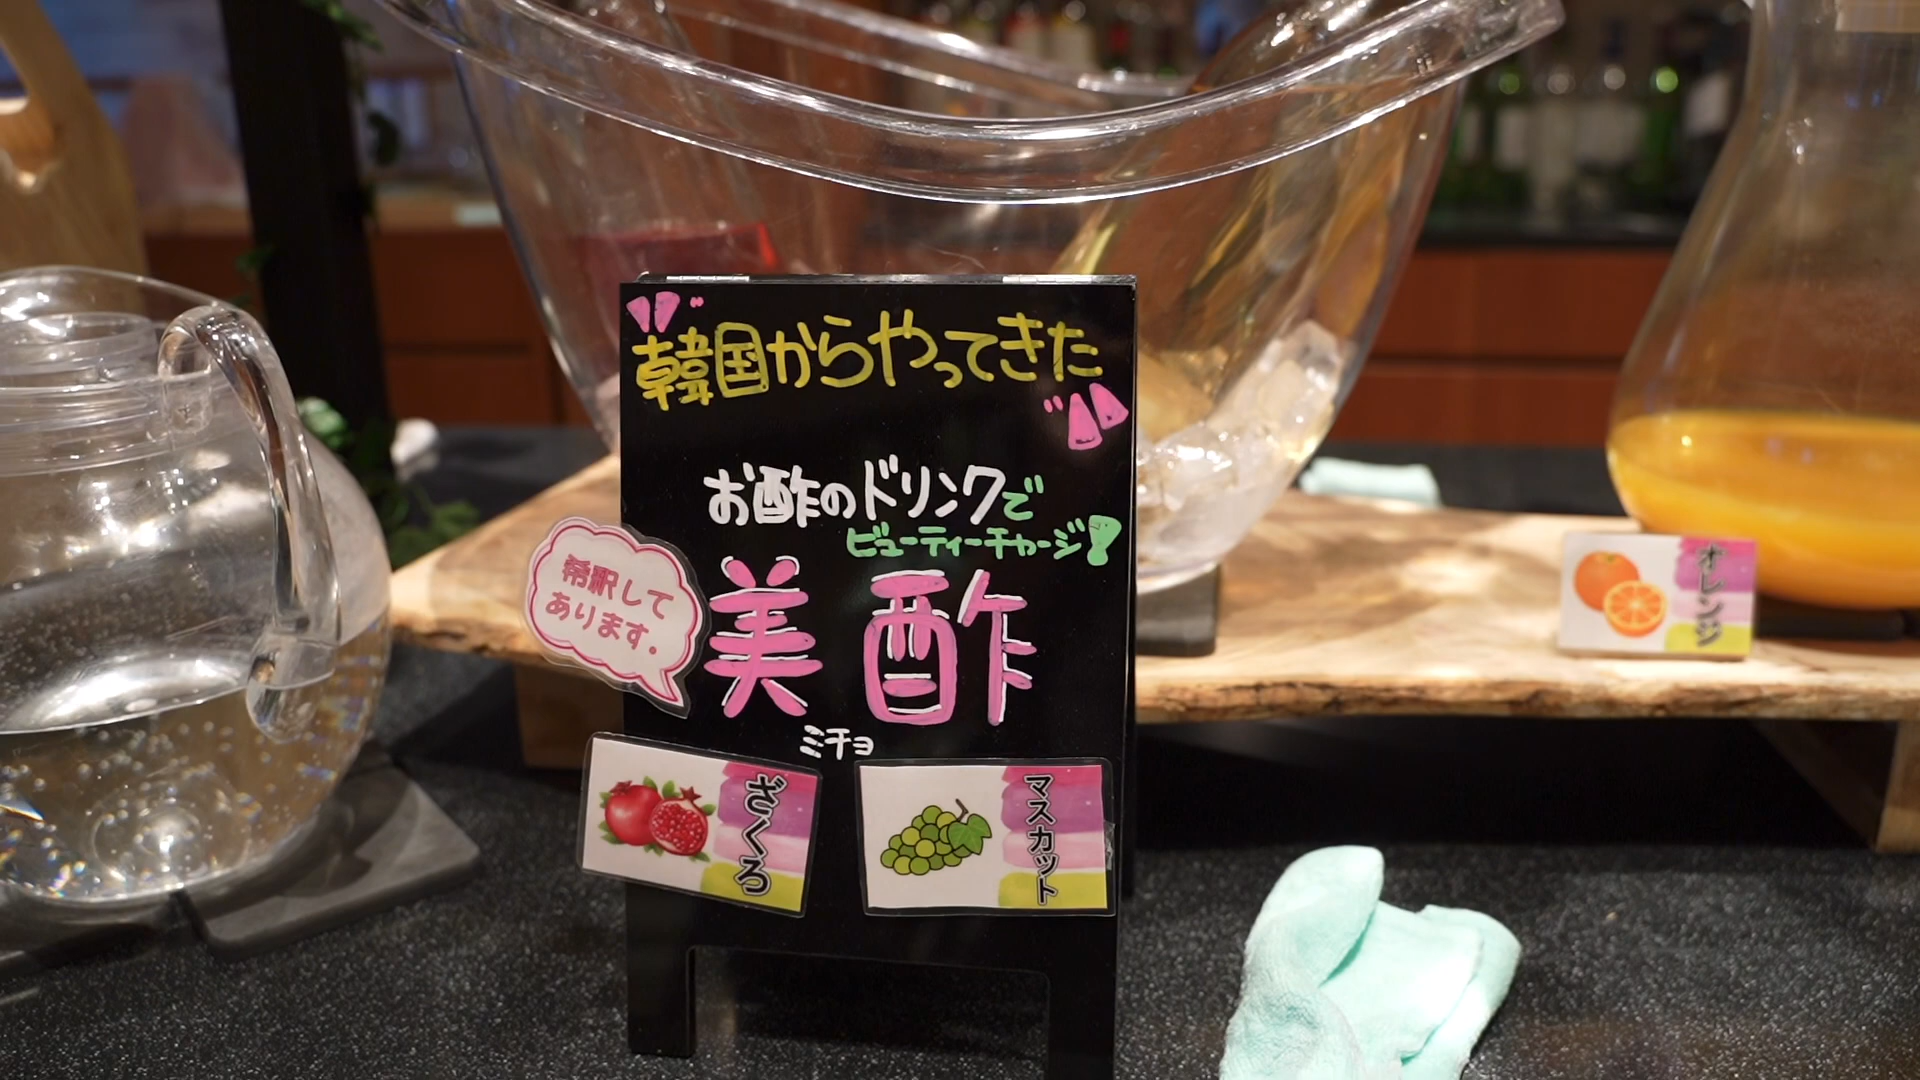 韓国からやってきた
お酢のドリンクで
ビューティーチャージ!
希釈して
あります。
美酢
ミチョ
ざくろ
マスカット
オレンジ